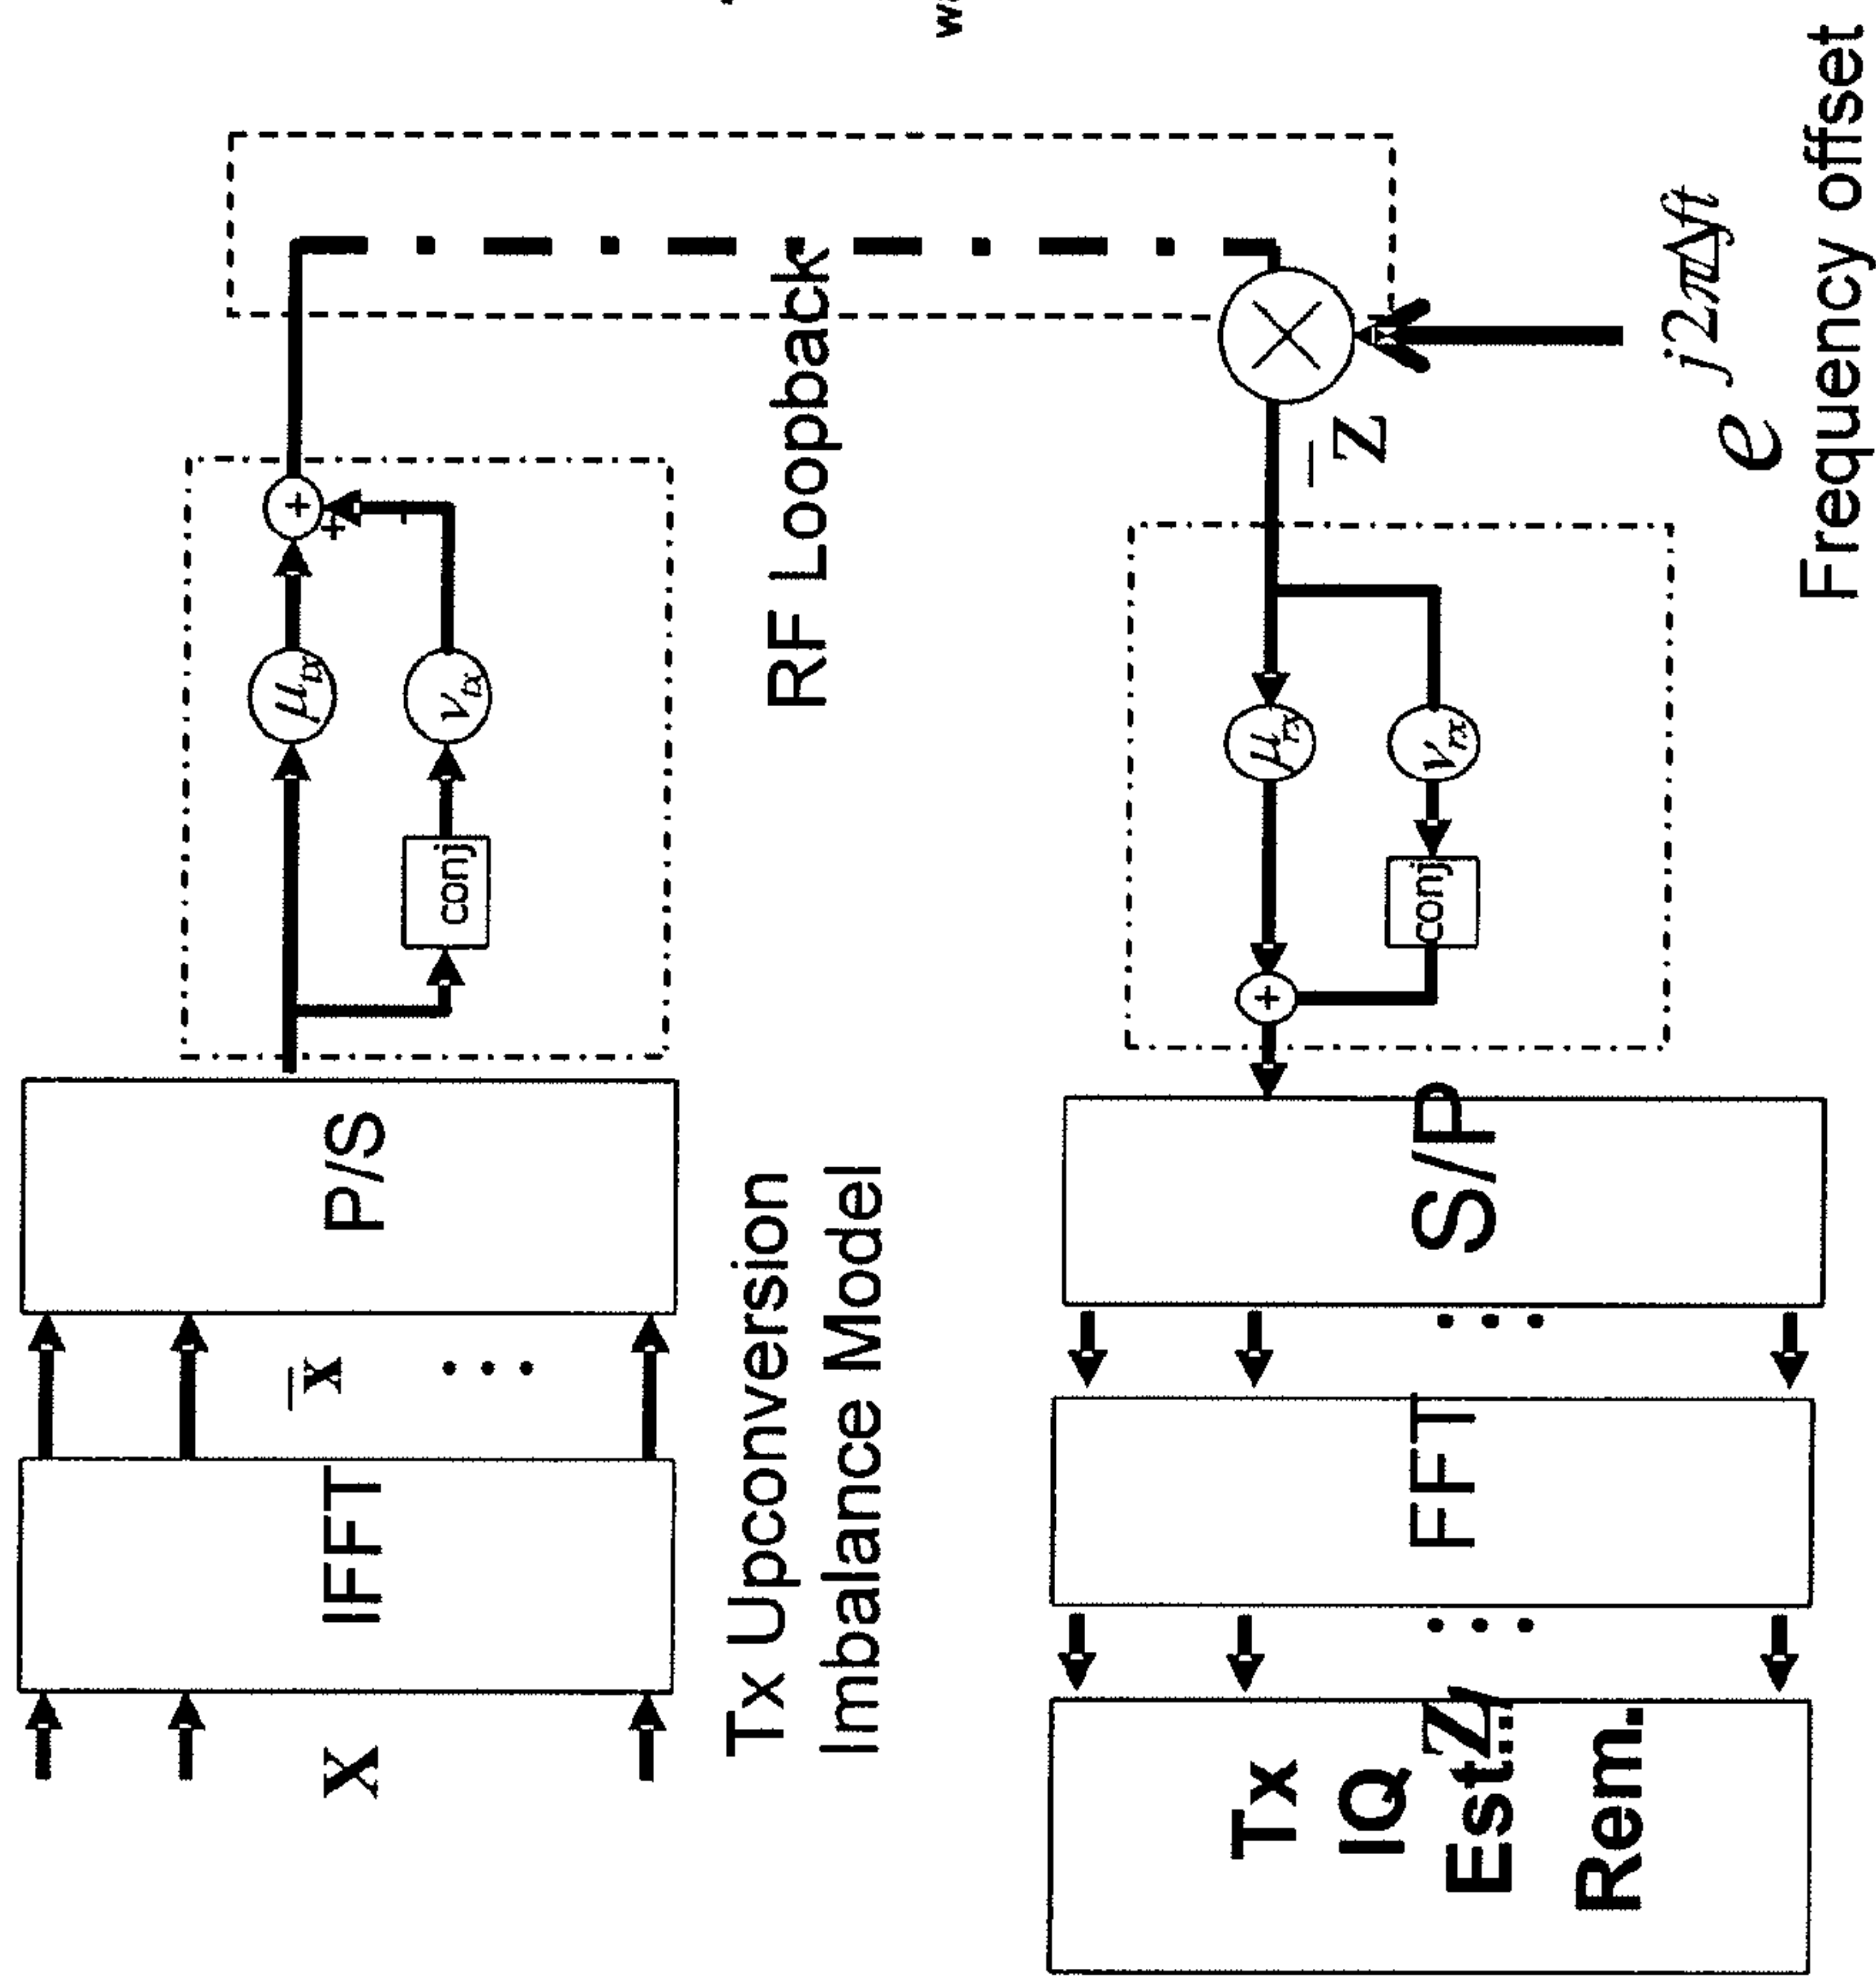 X
IFFT
x̄
P/S
conj
μtx
νtx
+
+
Tx Upconversion
Imbalance Model
RF Loopback
Tx
IQ
Est./
Rem.
Z
FFT
S/P
+
conj
μrx
νrx
z̄
e^{j2πΔft}
Frequency offset